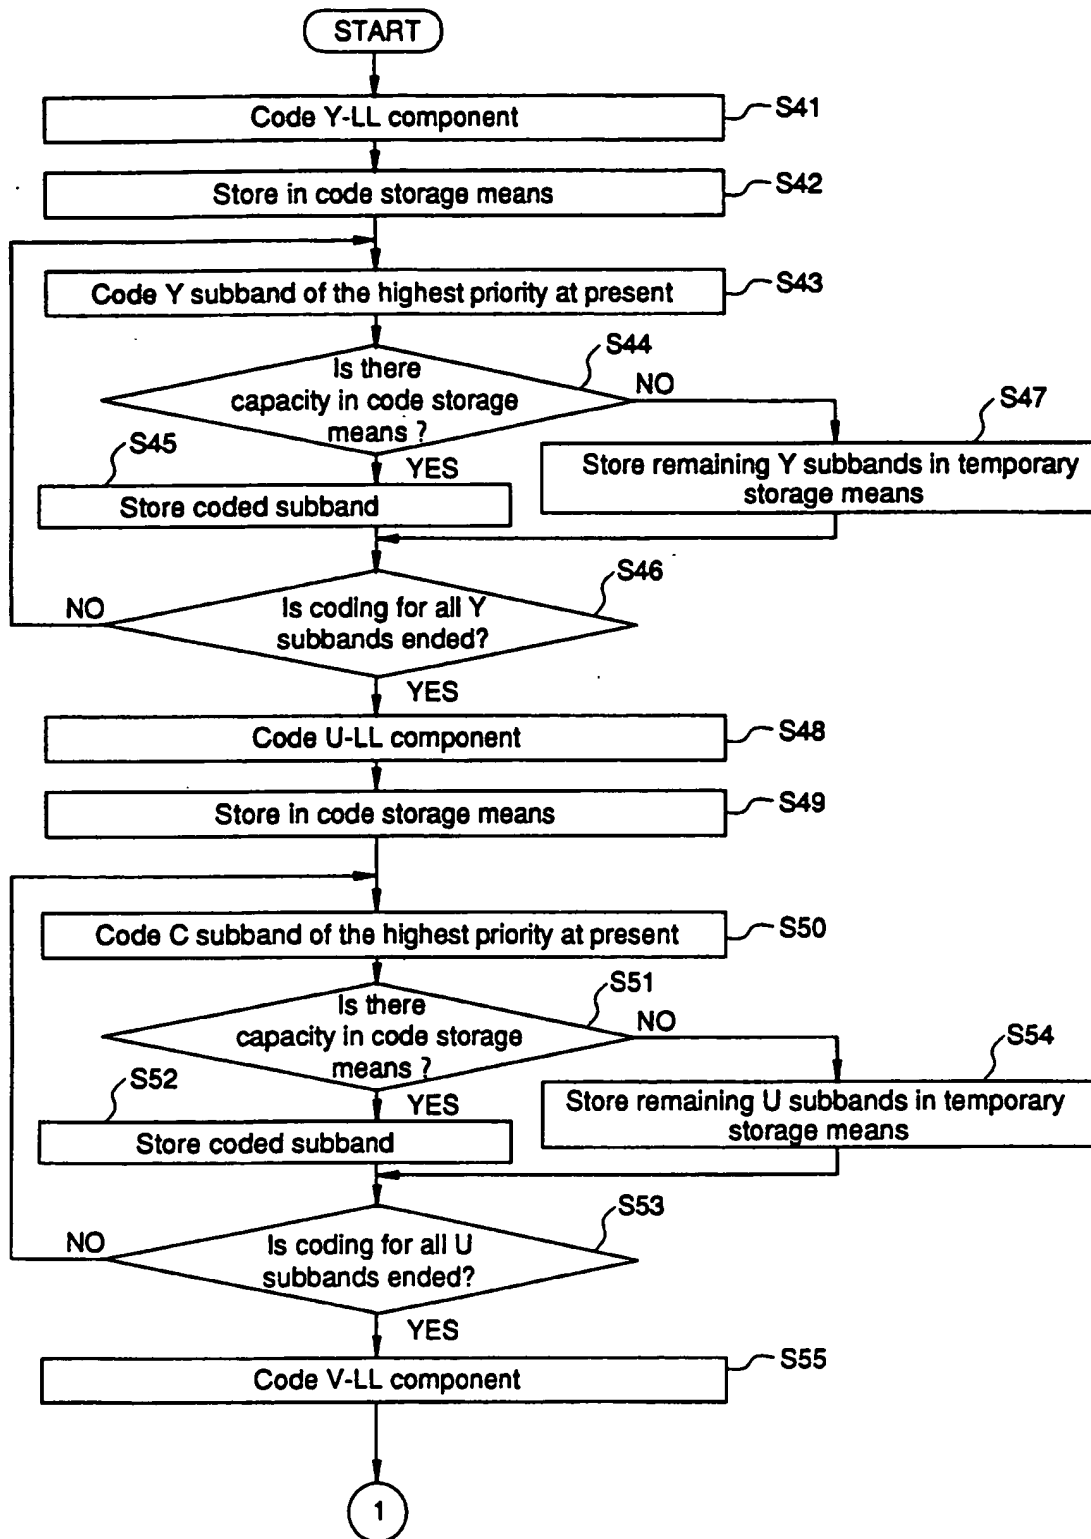 START
Code Y-LL component
S41
Store in code storage means
S42
Code Y subband of the highest priority at present
S43
S44
Is there
capacity in code storage
means ?
NO
S47
S45
YES
Store remaining Y subbands in temporary
storage means
Store coded subband
S46
NO
Is coding for all Y
subbands ended?
YES
Code U-LL component
S48
Store in code storage means
S49
Code C subband of the highest priority at present
S50
S51
Is there
capacity in code storage
means ?
NO
S54
S52
YES
Store remaining U subbands in temporary
storage means
Store coded subband
S53
NO
Is coding for all U
subbands ended?
YES
Code V-LL component
S55
1